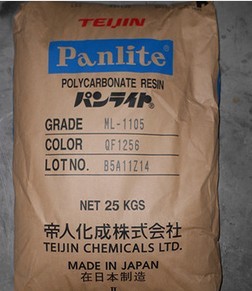 TEIJIN
Panlite®
POLYCARBONATE RESIN
パンライト®
GRADE ML-1105
COLOR QF1256
LOT NO. B5A11Z14
NET 25 KGS
帝人化成株式会社
TEIJIN CHEMICALS LTD.
MADE IN JAPAN
在日本制造